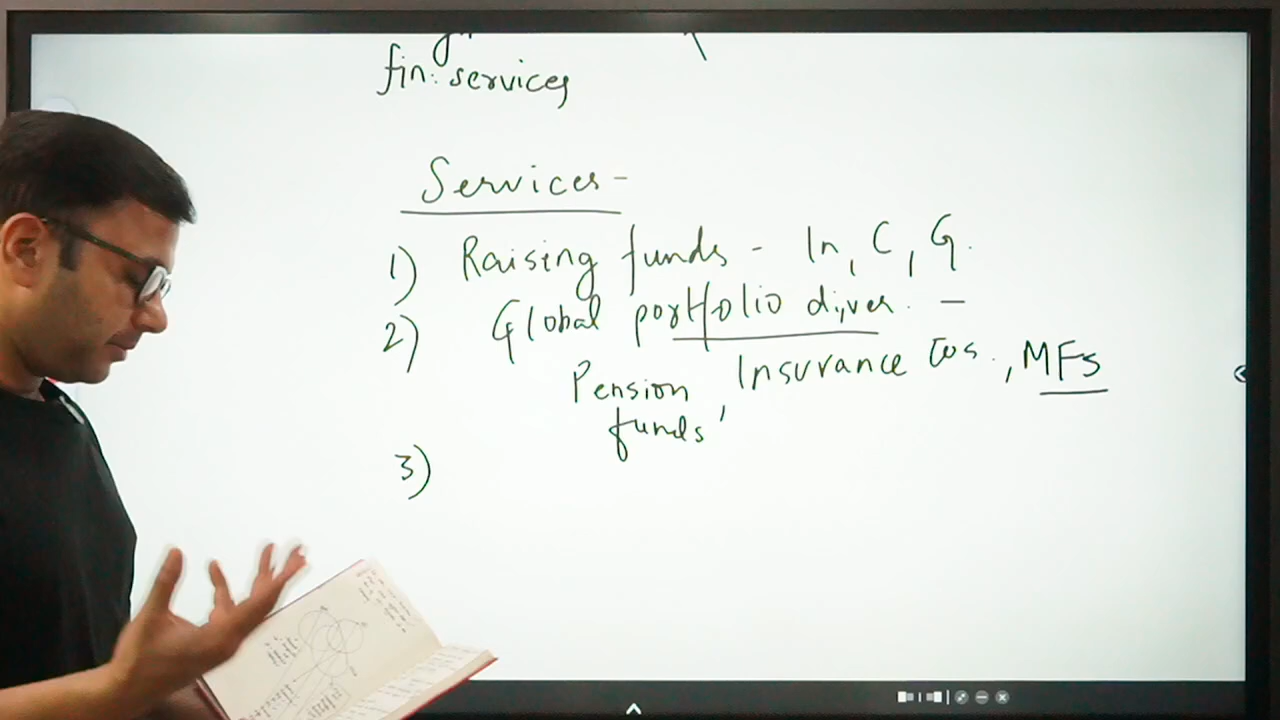 fin. services
Services -
1) Raising funds - In, C, G.
2) Global portfolio diver. -
Pension funds, Insurance cos., MFs
3)